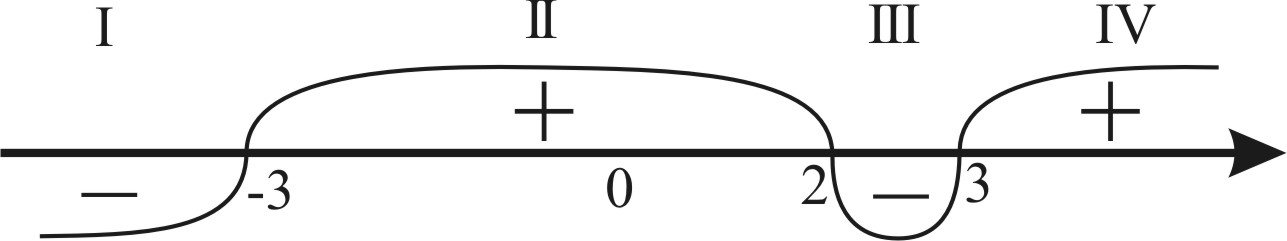 I II III IV
+ +
— -3 0 2 — 3